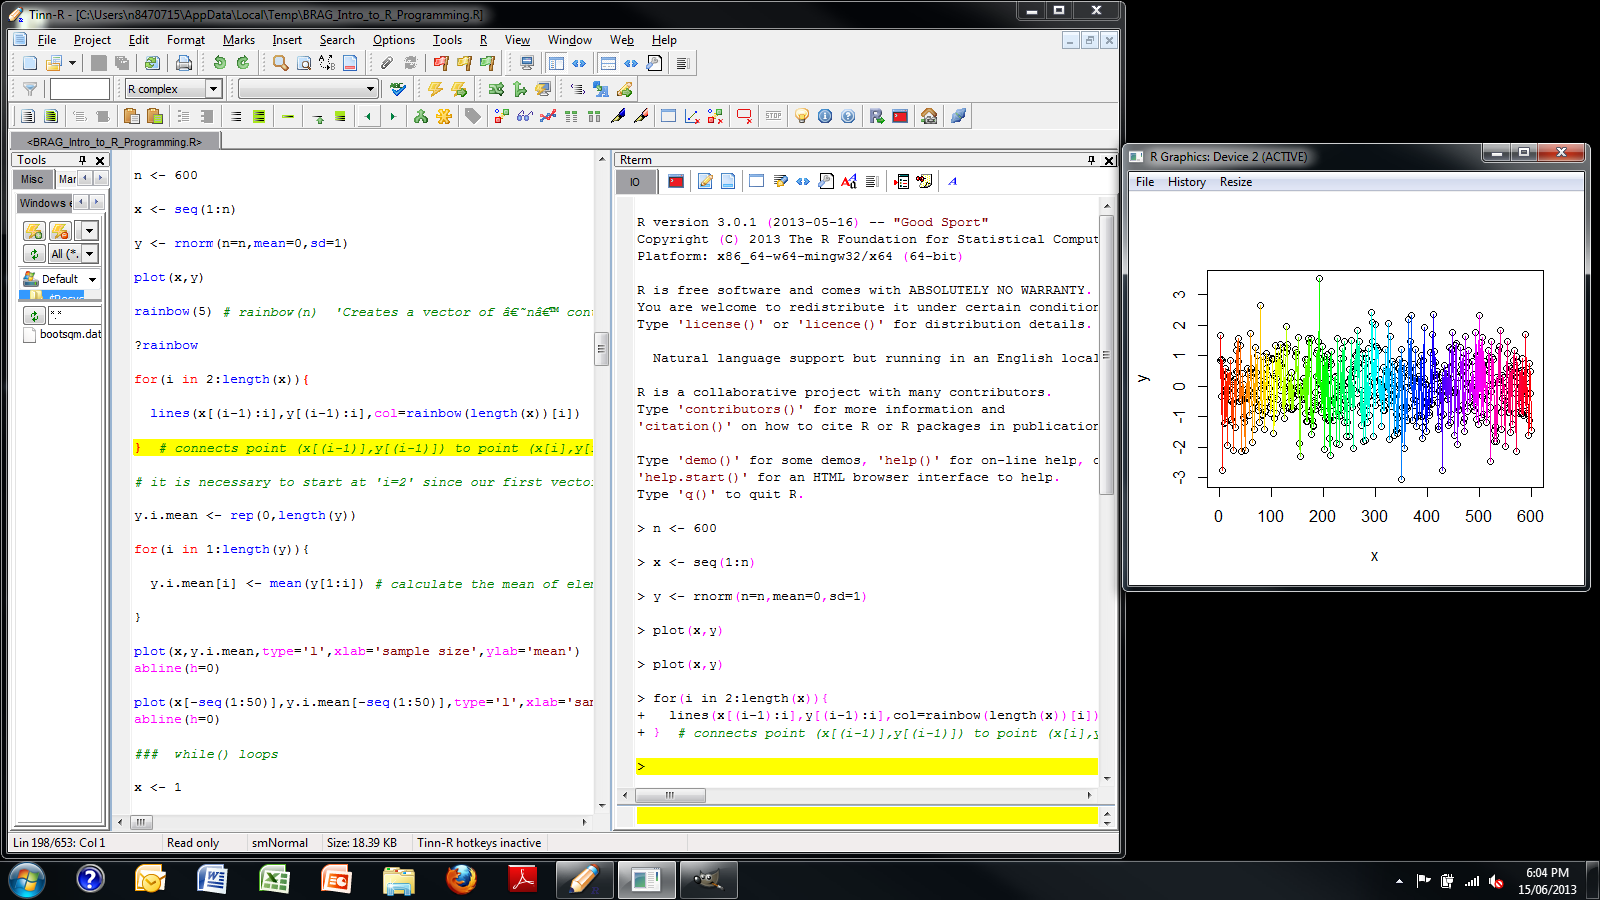 Tinn-R - [C:\Users\n8470715\AppData\Local\Temp\BRAG_Intro_to_R_Programming.R]
File Project Edit Format Marks Insert Search Options Tools R View Window Web Help
R complex
ABC
STOP
<BRAG_Intro_to_R_Programming.R>
Tools
Misc Mar
Windows e
All (*.
Default
*.*
bootsqm.dat
n <- 600
x <- seq(1:n)
y <- rnorm(n=n,mean=0,sd=1)
plot(x,y)
rainbow(5) # rainbow(n)  'Creates a vector of â€˜nâ€™ con
?rainbow
for(i in 2:length(x)){
  lines(x[(i-1):i],y[(i-1):i],col=rainbow(length(x))[i])
}  # connects point (x[(i-1)],y[(i-1)]) to point (x[i],y[
# it is necessary to start at 'i=2' since our first vecto
y.i.mean <- rep(0,length(y))
for(i in 1:length(y)){
  y.i.mean[i] <- mean(y[1:i]) # calculate the mean of ele
}
plot(x,y.i.mean,type='l',xlab='sample size',ylab='mean')
abline(h=0)
plot(x[-seq(1:50)],y.i.mean[-seq(1:50)],type='l',xlab='sa
abline(h=0)
###  while() loops
x <- 1
Rterm
IO
R version 3.0.1 (2013-05-16) -- "Good Sport"
Copyright (C) 2013 The R Foundation for Statistical Comput
Platform: x86_64-w64-mingw32/x64 (64-bit)
R is free software and comes with ABSOLUTELY NO WARRANTY.
You are welcome to redistribute it under certain condition
Type 'license()' or 'licence()' for distribution details.
  Natural language support but running in an English local
R is a collaborative project with many contributors.
Type 'contributors()' for more information and
'citation()' on how to cite R or R packages in publication
Type 'demo()' for some demos, 'help()' for on-line help, o
'help.start()' for an HTML browser interface to help.
Type 'q()' to quit R.
> n <- 600
> x <- seq(1:n)
> y <- rnorm(n=n,mean=0,sd=1)
> plot(x,y)
> plot(x,y)
> for(i in 2:length(x)){
+   lines(x[(i-1):i],y[(i-1):i],col=rainbow(length(x))[i])
+ }  # connects point (x[(i-1)],y[(i-1)]) to point (x[i],y
>
Lin 198/653: Col 1 Read only smNormal Size: 18.39 KB Tinn-R hotkeys inactive
R Graphics: Device 2 (ACTIVE)
File History Resize
3
2
1
0
-1
-2
-3
y
0 100 200 300 400 500 600
x
6:04 PM
15/06/2013